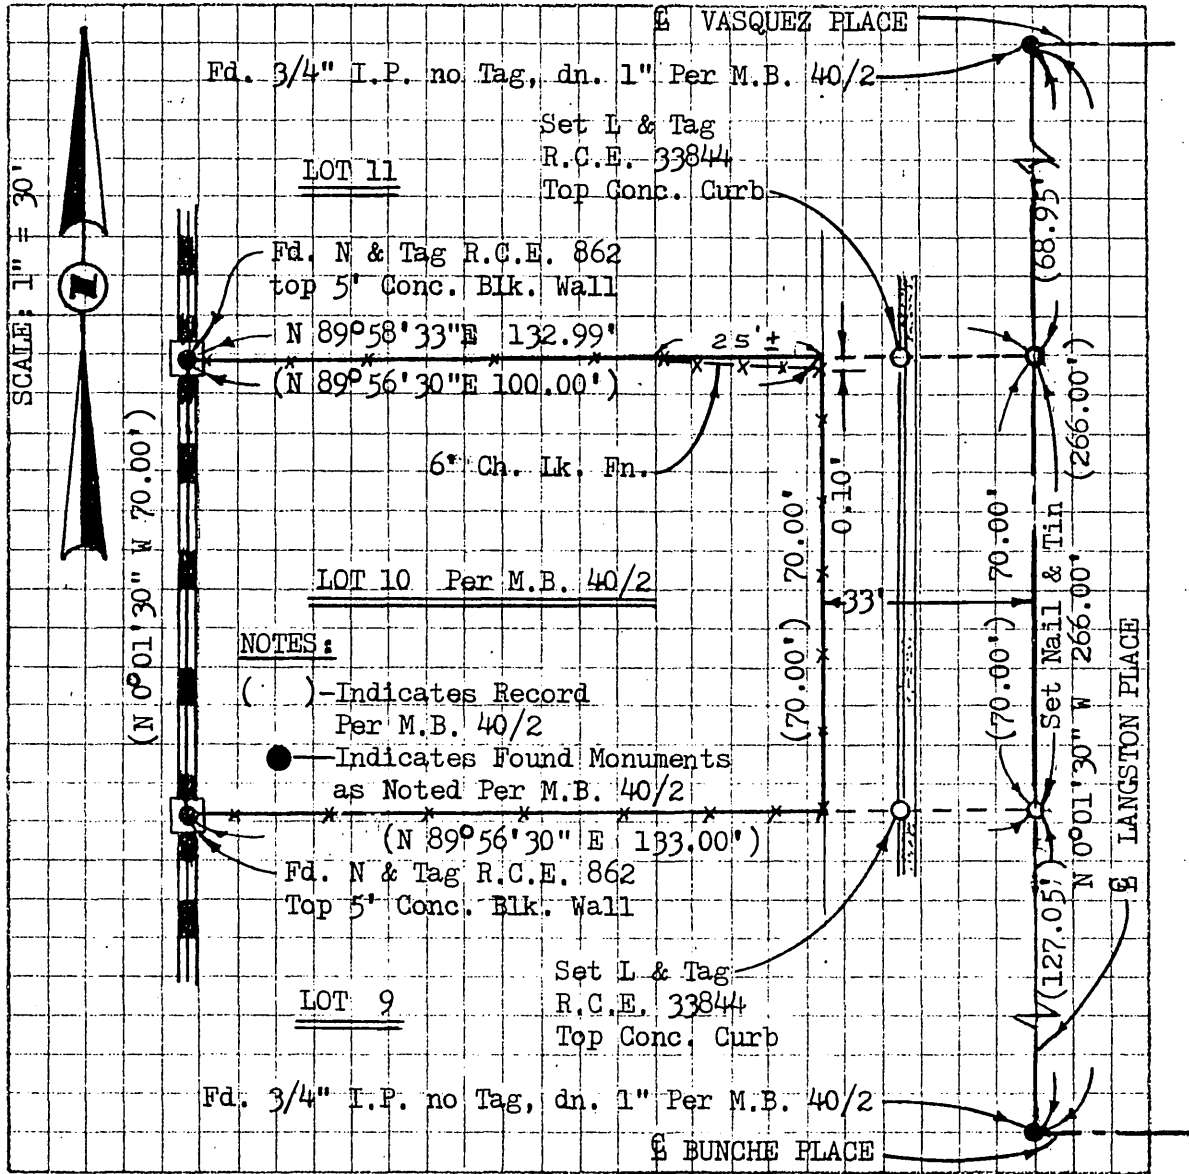 ℄ VASQUEZ PLACE
Fd. 3/4" I.P. no Tag, dn. 1" Per M.B. 40/2
Set L & Tag
R.C.E. 33844
Top Conc. Curb
LOT 11
SCALE: 1" = 30'
(68.95')
Fd. N & Tag R.C.E. 862
top 5' Conc. Blk. Wall
N 89°58'33"E 132.99'
25'±
(N 89°56'30"E 100.00')
(266.00')
6" Ch. Lk. Fn.
0.10'
(N 0°01'30" W 70.00')
(70.00') 70.00'
(70.00') 70.00'
Set Nail & Tin
N 0°01'30" W 266.00'
LOT 10 Per M.B. 40/2
33'
NOTES:
( )-Indicates Record
Per M.B. 40/2
-Indicates Found Monuments
as Noted Per M.B. 40/2
℄ LANGSTON PLACE
(N 89°56'30" E 133.00')
Fd. N & Tag R.C.E. 862
Top 5' Conc. Blk. Wall
(127.05')
Set L & Tag
R.C.E. 33844
Top Conc. Curb
LOT 9
Fd. 3/4" I.P. no Tag, dn. 1" Per M.B. 40/2
℄ BUNCHE PLACE